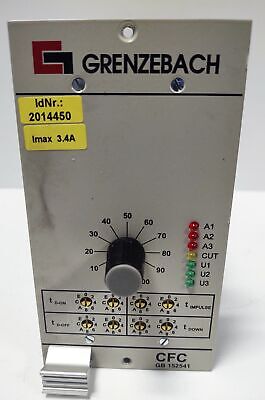 GRENZEBACH
IdNr.:
2014450
Imax 3.4A
10
20
30
40
50
60
70
80
90
00
A1
A2
A3
CUT
U1
U2
U3
t D-ON
t IMPULSE
t D-OFF
t DOWN
CFC
GB 152541